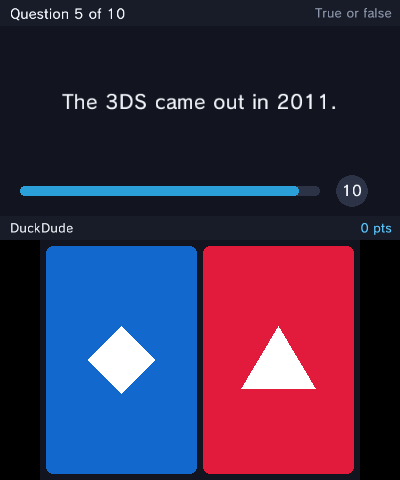 Question 5 of 10
True or false
The 3DS came out in 2011.
10
DuckDude
0 pts